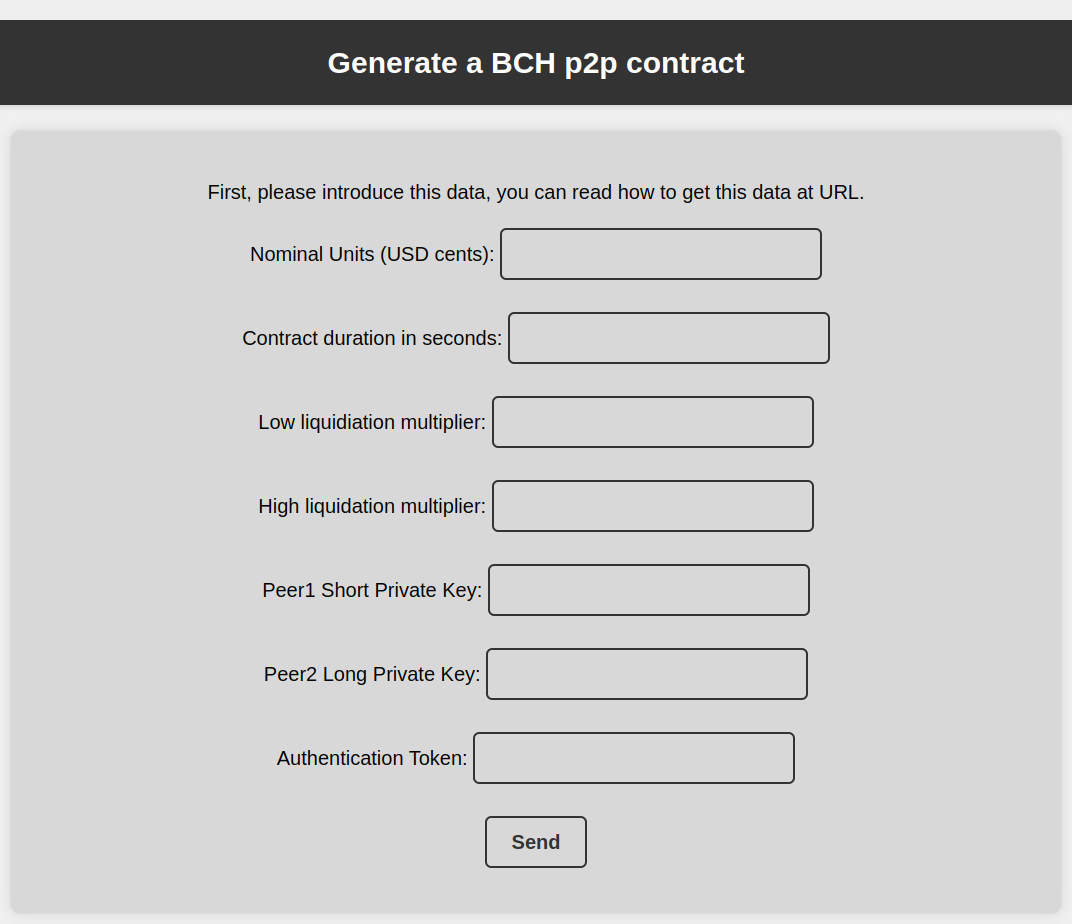 Generate a BCH p2p contract
First, please introduce this data, you can read how to get this data at URL.
Nominal Units (USD cents):
Contract duration in seconds:
Low liquidiation multiplier:
High liquidation multiplier:
Peer1 Short Private Key:
Peer2 Long Private Key:
Authentication Token:
Send